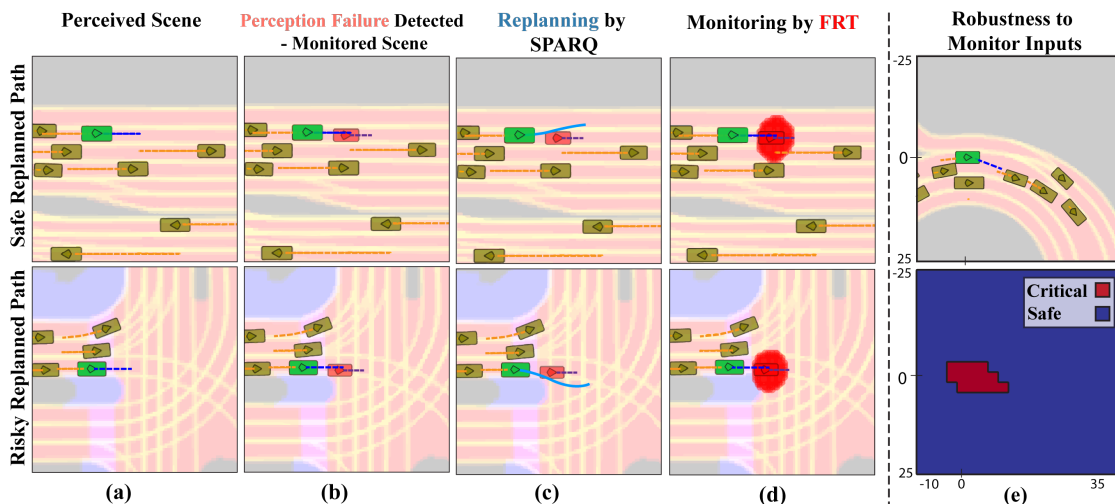 Perceived Scene
Perception Failure Detected
- Monitored Scene
Replanning by
SPARQ
Monitoring by FRT
Robustness to
Monitor Inputs
Safe Replanned Path
Risky Replanned Path
-25
0
25
-25
0
25
-10
0
35
Critical
Safe
(a)
(b)
(c)
(d)
(e)